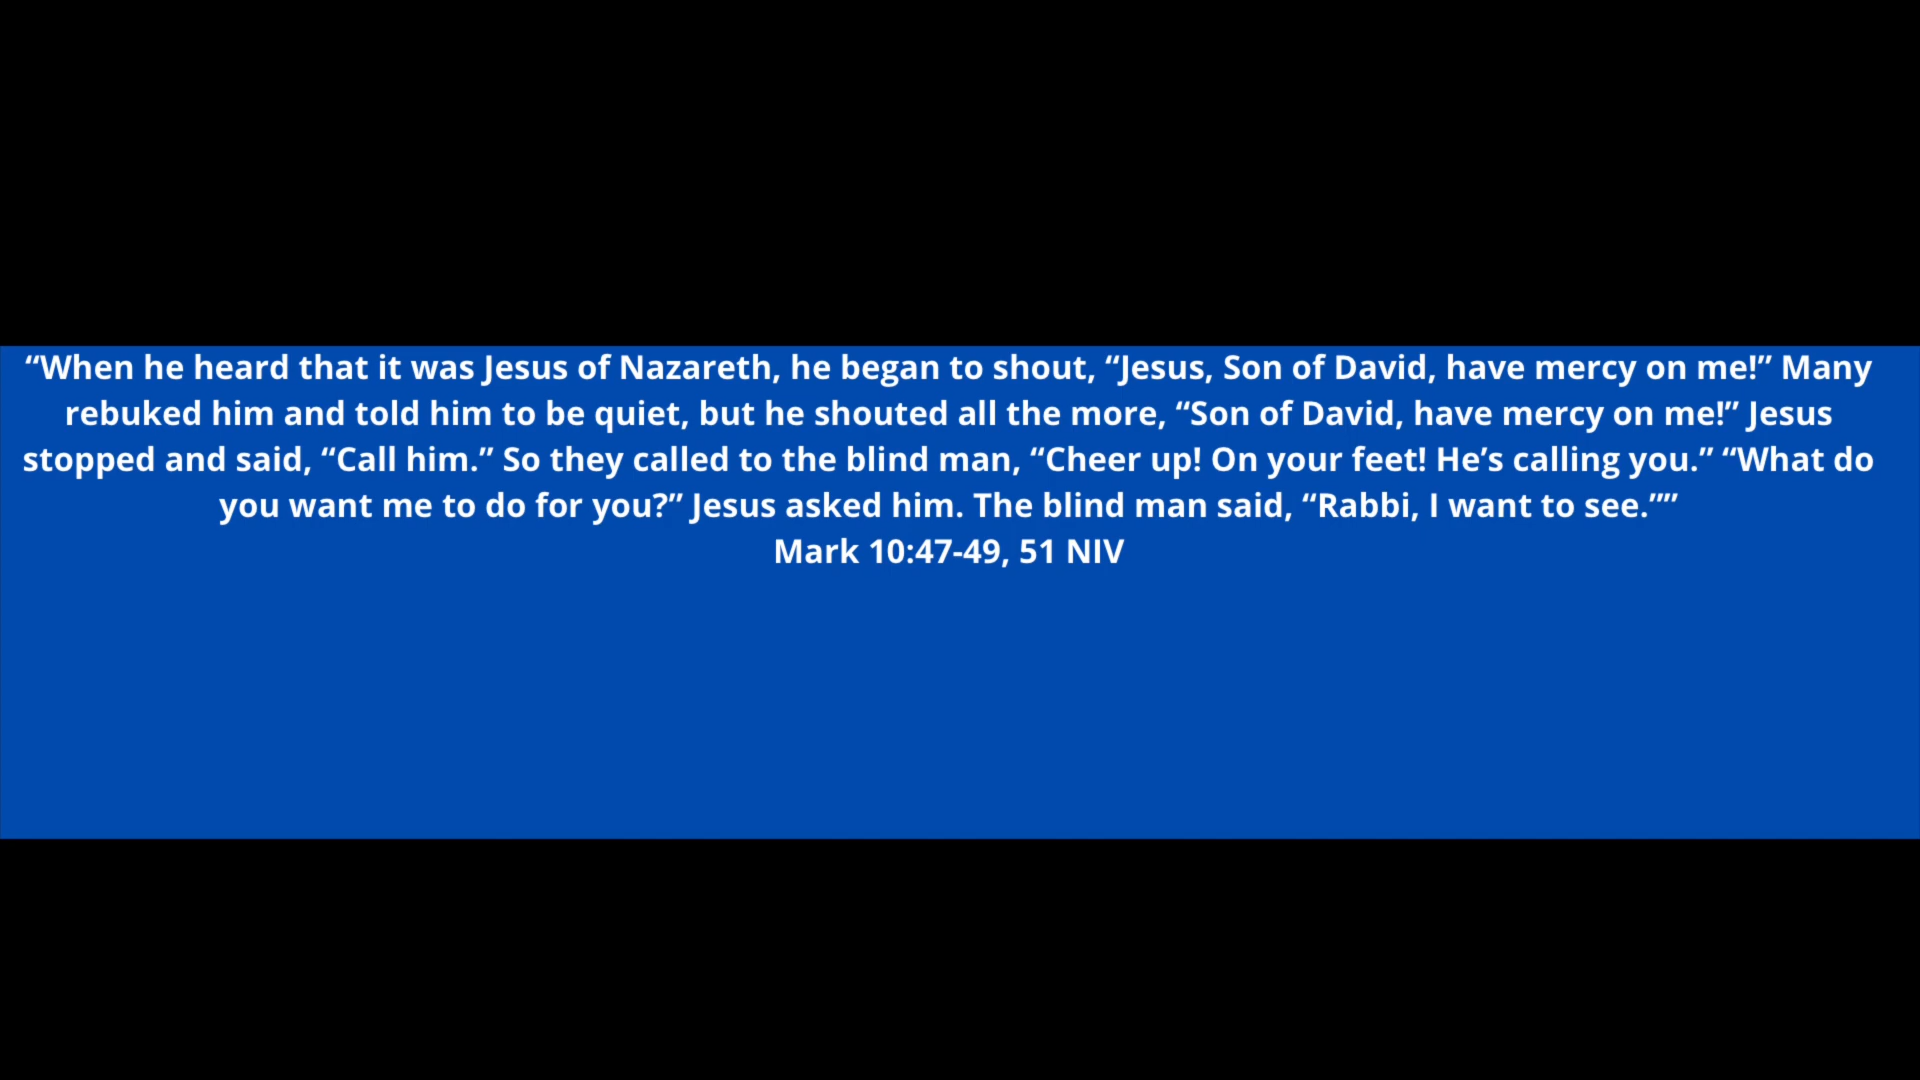 “When he heard that it was Jesus of Nazareth, he began to shout, “Jesus, Son of David, have mercy on me!” Many
rebuked him and told him to be quiet, but he shouted all the more, “Son of David, have mercy on me!” Jesus
stopped and said, “Call him.” So they called to the blind man, “Cheer up! On your feet! He’s calling you.” “What do
you want me to do for you?” Jesus asked him. The blind man said, “Rabbi, I want to see.””
Mark 10:47-49, 51 NIV